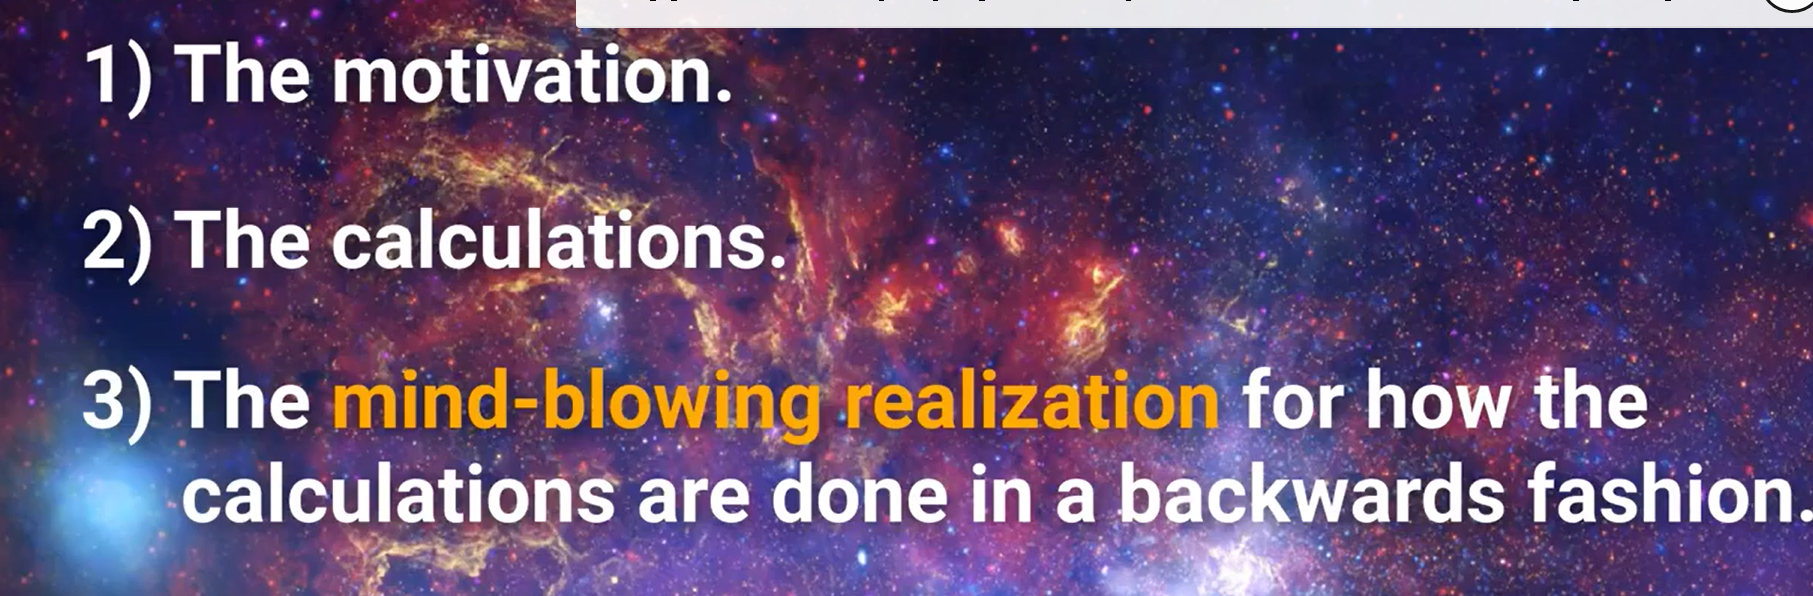 1) The motivation.
2) The calculations.
3) The mind-blowing realization for how the
calculations are done in a backwards fashion.